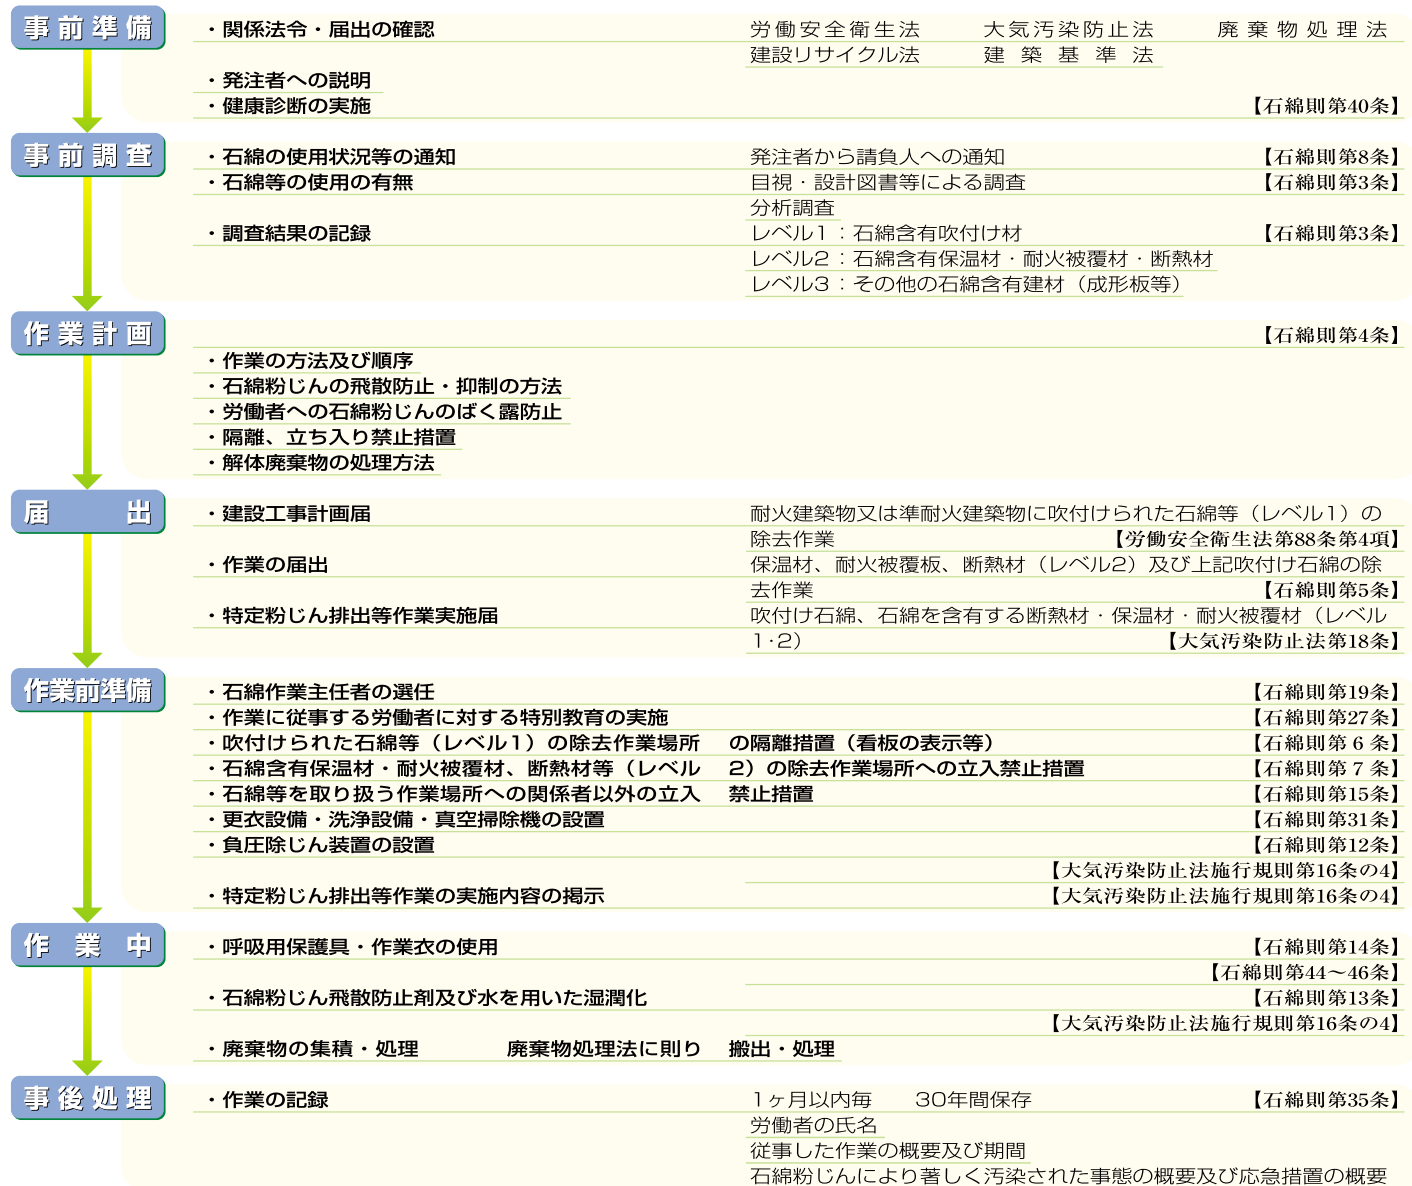 事前準備
・関係法令・届出の確認 労働安全衛生法 大気汚染防止法 廃棄物処理法
建設リサイクル法 建築基準法
・発注者への説明
・健康診断の実施 【石綿則第40条】
事前調査
・石綿の使用状況等の通知 発注者から請負人への通知 【石綿則第8条】
・石綿等の使用の有無 目視・設計図書等による調査 【石綿則第3条】
分析調査
・調査結果の記録 レベル1：石綿含有吹付け材 【石綿則第3条】
レベル2：石綿含有保温材・耐火被覆材・断熱材
レベル3：その他の石綿含有建材（成形板等）
作業計画
【石綿則第4条】
・作業の方法及び順序
・石綿粉じんの飛散防止・抑制の方法
・労働者への石綿粉じんのばく露防止
・隔離、立ち入り禁止措置
・解体廃棄物の処理方法
届出
・建設工事計画届 耐火建築物又は準耐火建築物に吹付けられた石綿等（レベル1）の
除去作業 【労働安全衛生法第88条第4項】
・作業の届出 保温材、耐火被覆板、断熱材（レベル2）及び上記吹付け石綿の除
去作業 【石綿則第5条】
・特定粉じん排出等作業実施届 吹付け石綿、石綿を含有する断熱材・保温材・耐火被覆材（レベル
1･2） 【大気汚染防止法第18条】
作業前準備
・石綿作業主任者の選任 【石綿則第19条】
・作業に従事する労働者に対する特別教育の実施 【石綿則第27条】
・吹付けられた石綿等（レベル1）の除去作業場所 の隔離措置（看板の表示等） 【石綿則第6条】
・石綿含有保温材・耐火被覆材、断熱材等（レベル 2）の除去作業場所への立入禁止措置 【石綿則第7条】
・石綿等を取り扱う作業場所への関係者以外の立入 禁止措置 【石綿則第15条】
・更衣設備・洗浄設備・真空掃除機の設置 【石綿則第31条】
・負圧除じん装置の設置 【石綿則第12条】
【大気汚染防止法施行規則第16条の4】
・特定粉じん排出等作業の実施内容の掲示 【大気汚染防止法施行規則第16条の4】
作業中
・呼吸用保護具・作業衣の使用 【石綿則第14条】
【石綿則第44〜46条】
・石綿粉じん飛散防止剤及び水を用いた湿潤化 【石綿則第13条】
【大気汚染防止法施行規則第16条の4】
・廃棄物の集積・処理 廃棄物処理法に則り 搬出・処理
事後処理
・作業の記録 1ヶ月以内毎 30年間保存 【石綿則第35条】
労働者の氏名
従事した作業の概要及び期間
石綿粉じんにより著しく汚染された事態の概要及び応急措置の概要